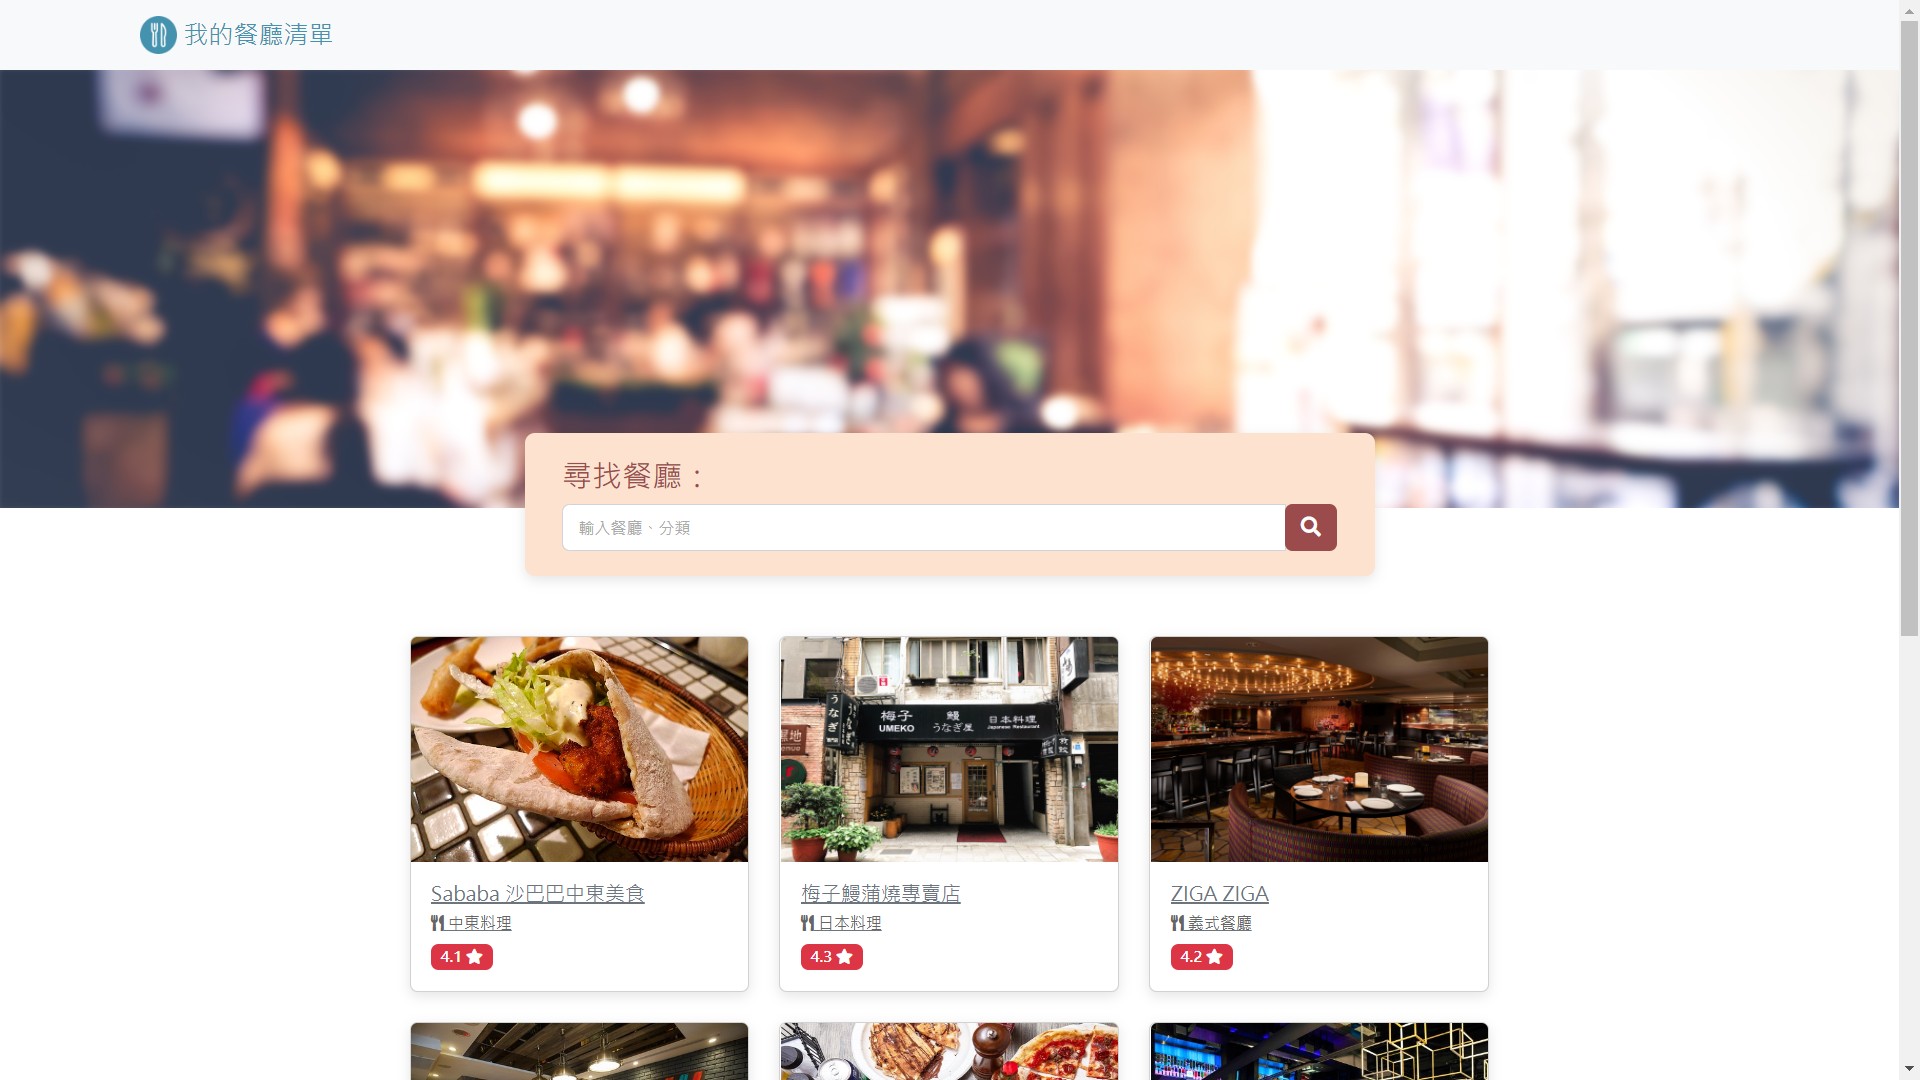 我的餐廳清單
尋找餐廳：
輸入餐廳、分類
梅子 鰻 日本料理
UMEKO うなぎ屋 Japanese Restaurant
うなぎ
Sababa 沙巴巴中東美食
中東料理
4.1
梅子鰻蒲燒專賣店
日本料理
4.3
ZIGA ZIGA
義式餐廳
4.2